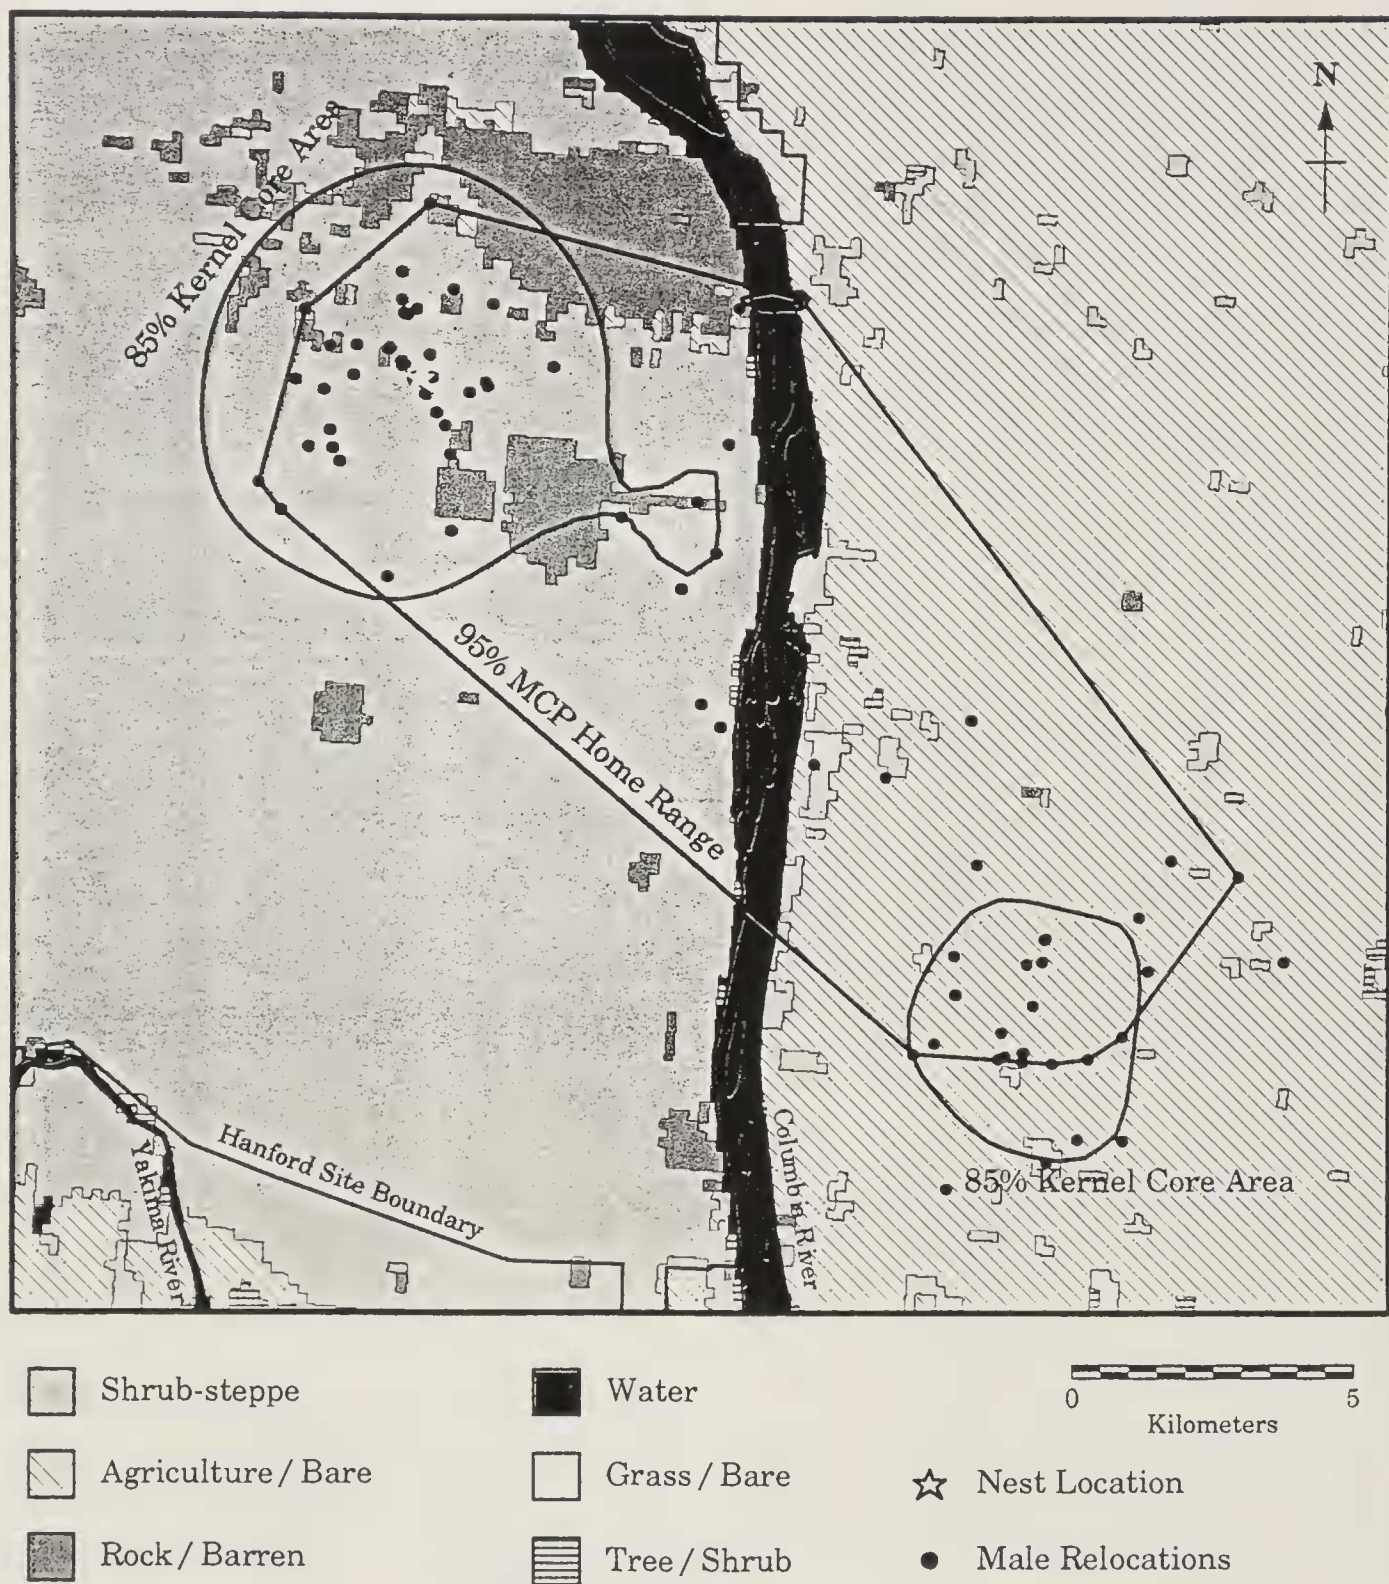 N
85% Kernel Core Area
95% MCP Home Range
Hanford Site Boundary
Yakima River
Columbia River
85% Kernel Core Area
Shrub-steppe
Water
0
5
Kilometers
Agriculture / Bare
Grass / Bare
Nest Location
Rock / Barren
Tree / Shrub
Male Relocations